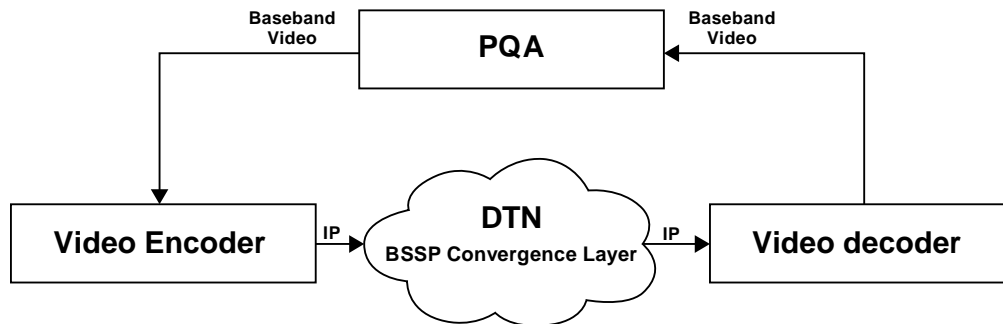 Baseband
Video
PQA
Baseband
Video
Video Encoder
IP
DTN
BSSP Convergence Layer
IP
Video decoder